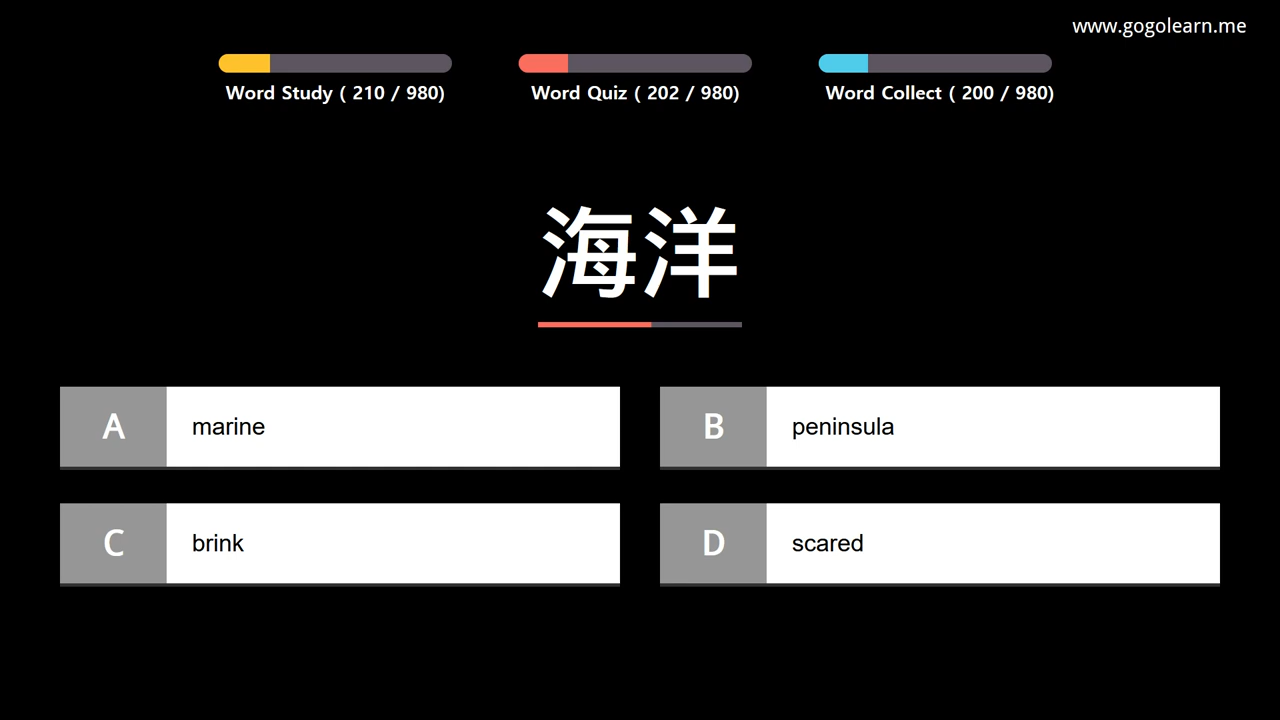 www.gogolearn.me
Word Study ( 210 / 980)
Word Quiz ( 202 / 980)
Word Collect ( 200 / 980)
海洋
A marine
B peninsula
C brink
D scared